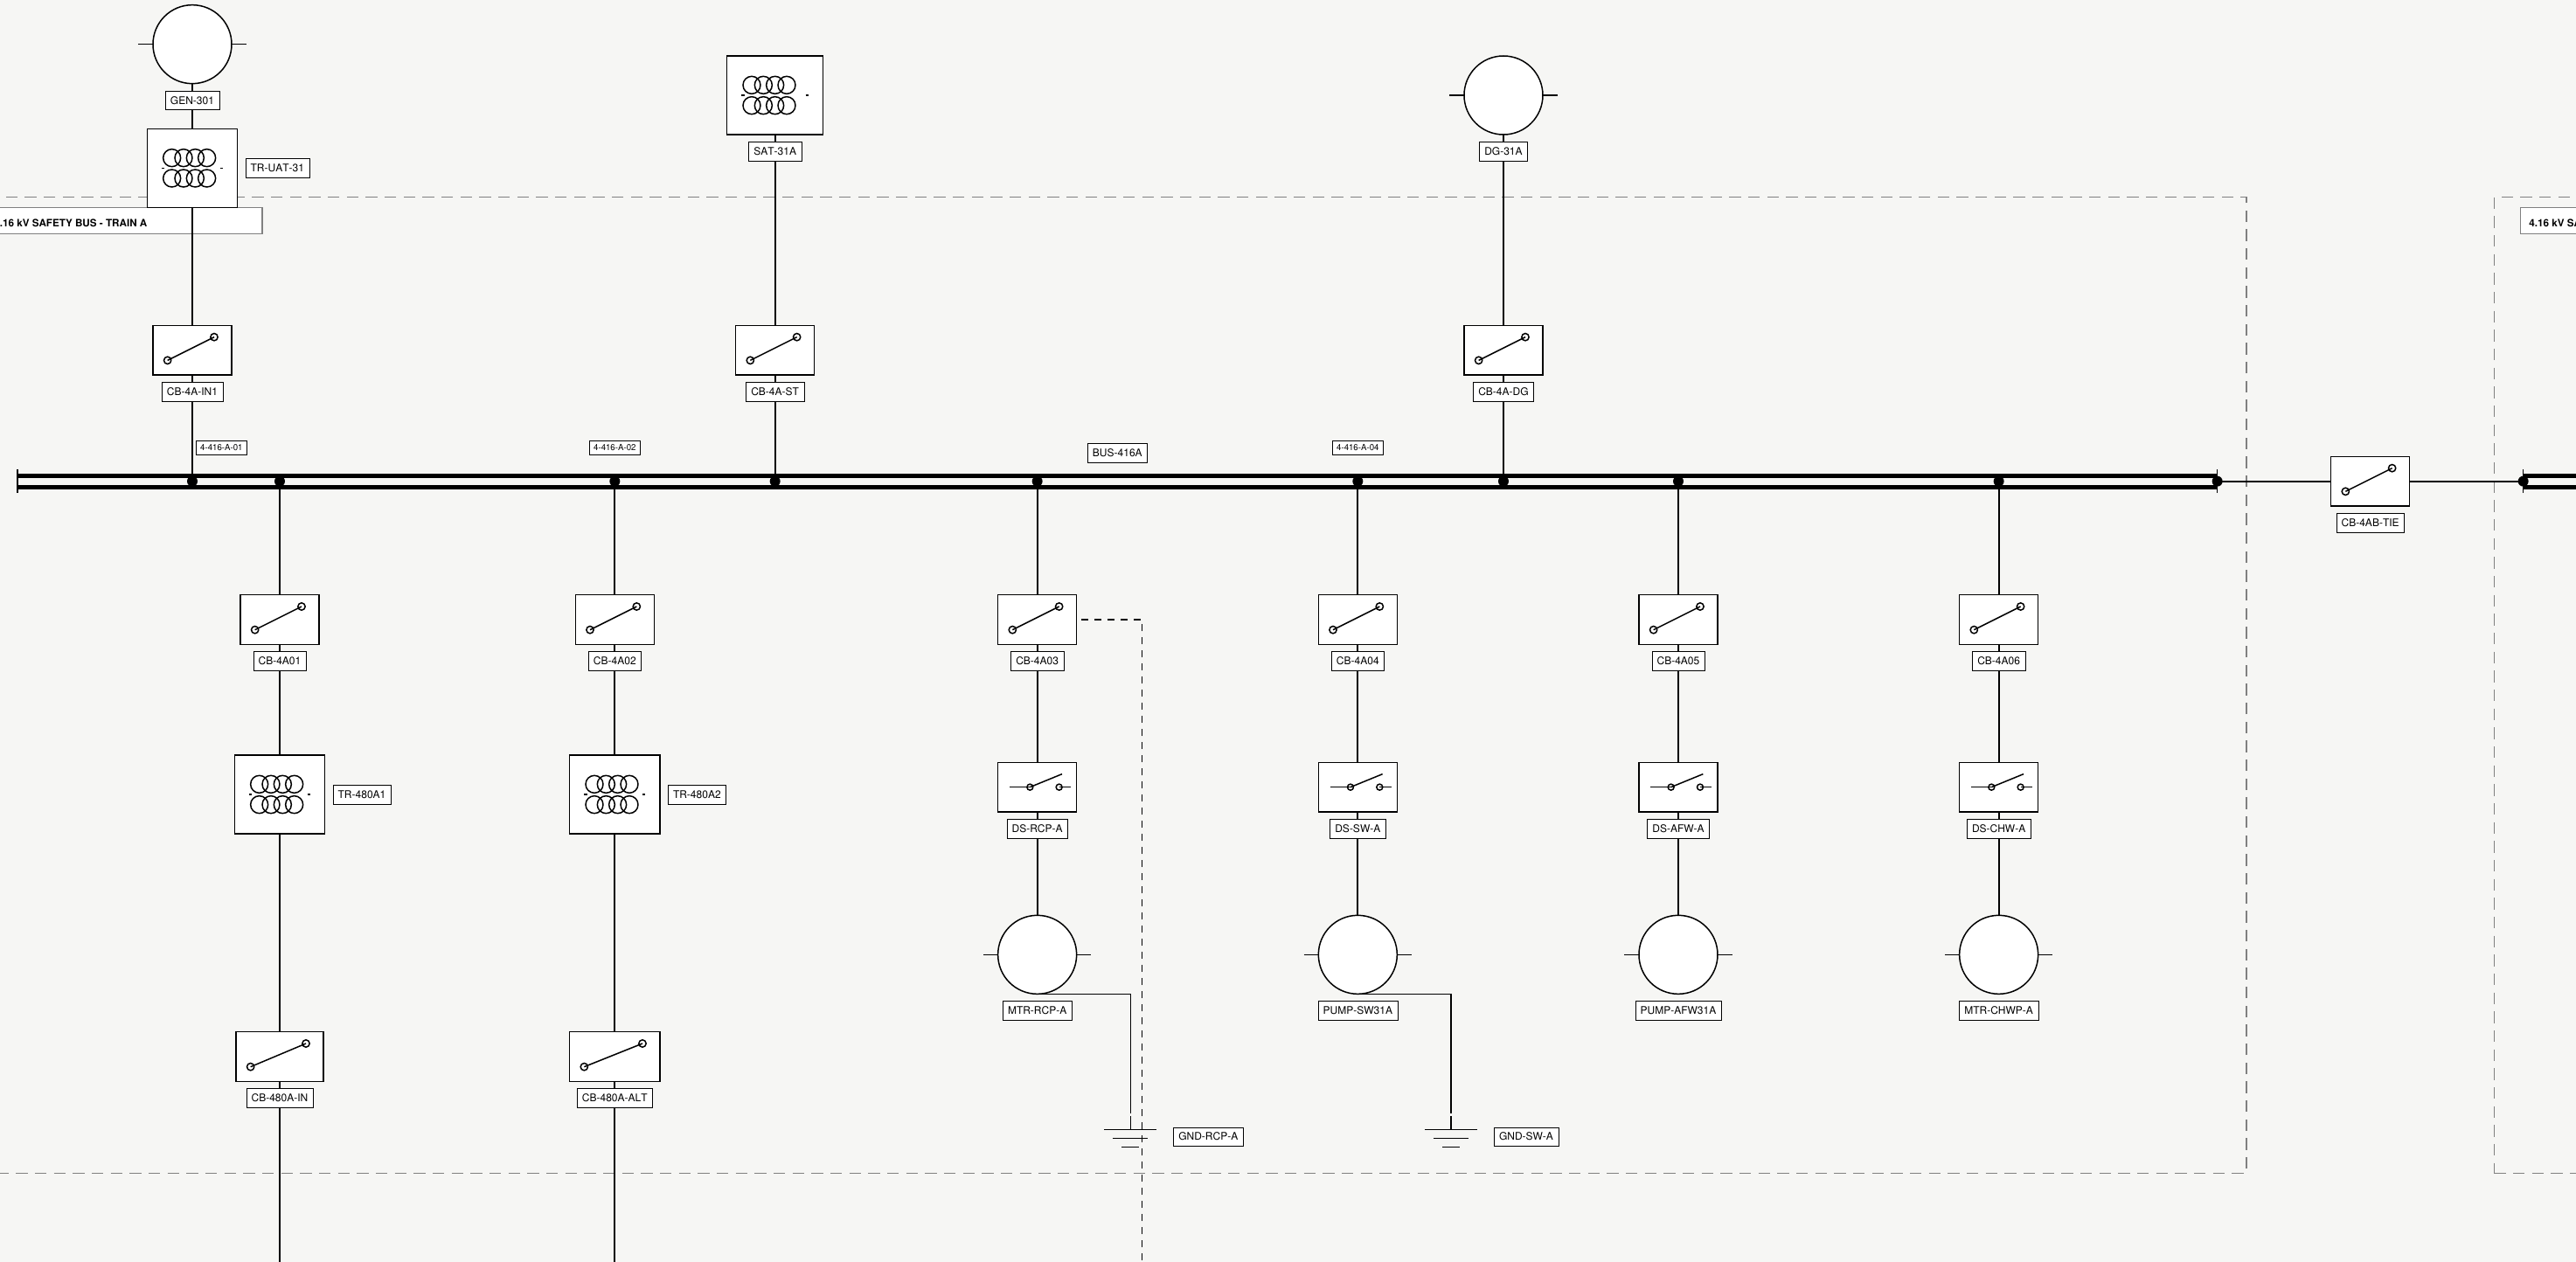 GEN-301
TR-UAT-31
SAT-31A
DG-31A
.16 kV SAFETY BUS - TRAIN A
4.16 kV
CB-4A-IN1
CB-4A-ST
CB-4A-DG
4-416-A-01
4-416-A-02
BUS-416A
4-416-A-04
CB-4AB-TIE
CB-4A01
CB-4A02
CB-4A03
CB-4A04
CB-4A05
CB-4A06
TR-480A1
TR-480A2
DS-RCP-A
DS-SW-A
DS-AFW-A
DS-CHW-A
MTR-RCP-A
PUMP-SW31A
PUMP-AFW31A
MTR-CHWP-A
CB-480A-IN
CB-480A-ALT
GND-RCP-A
GND-SW-A